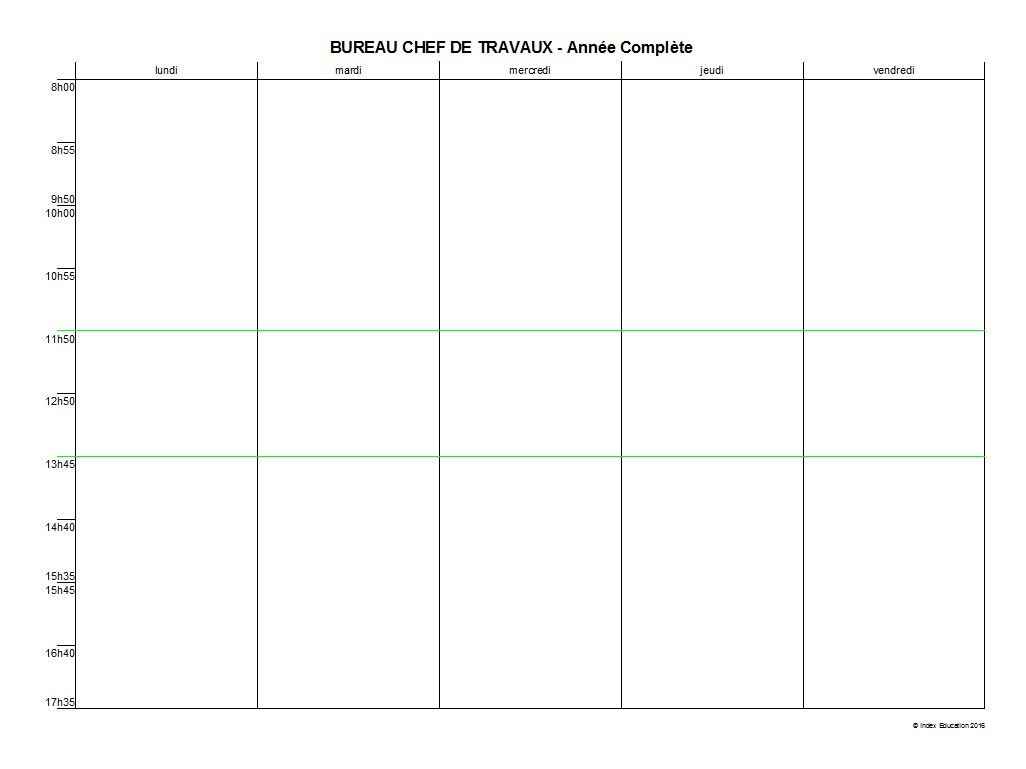 BUREAU CHEF DE TRAVAUX - Année Complète
lundi mardi mercredi jeudi vendredi
8h00
8h55
9h50
10h00
10h55
11h50
12h50
13h45
14h40
15h35
15h45
16h40
17h35
© Index Education 2016